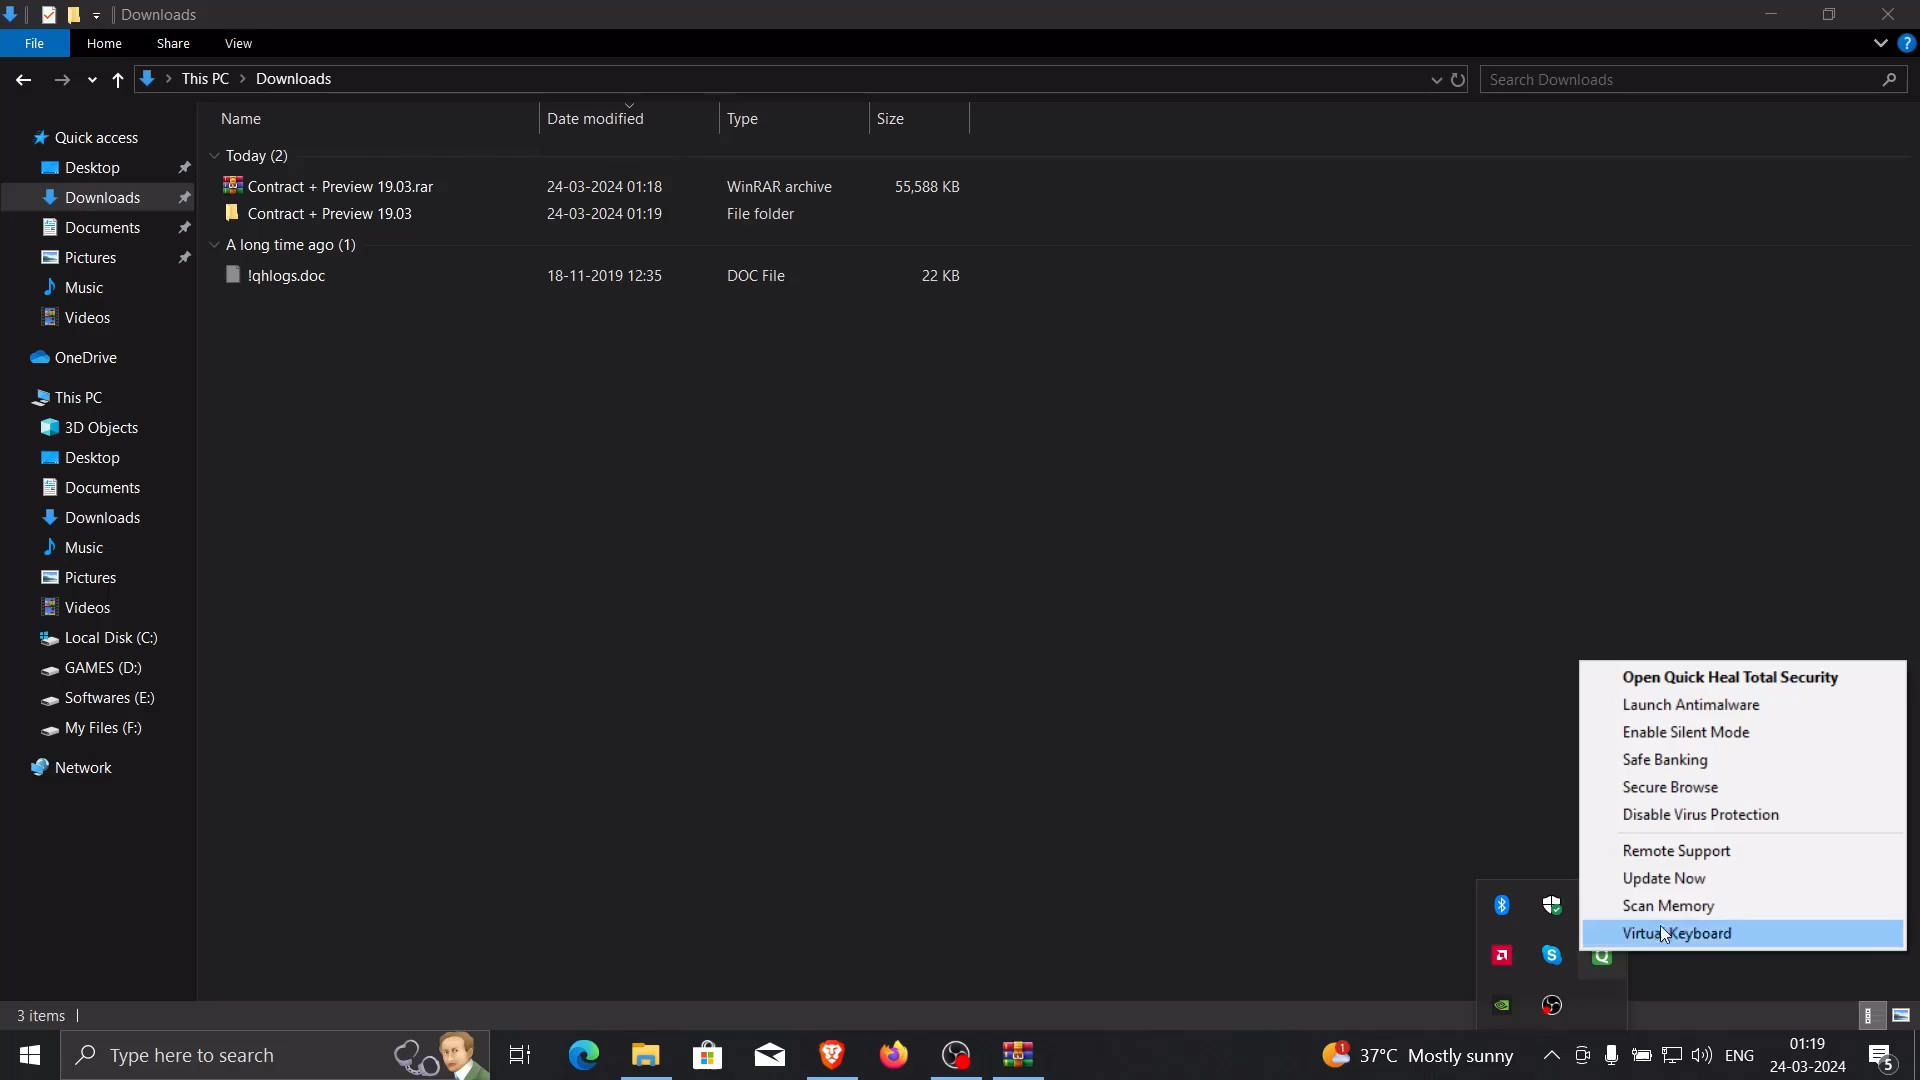 Downloads
File Home Share View
This PC > Downloads
Search Downloads
Name Date modified Type Size
Quick access
Desktop
Downloads
Documents
Pictures
Music
Videos
OneDrive
This PC
3D Objects
Desktop
Documents
Downloads
Music
Pictures
Videos
Local Disk (C:)
GAMES (D:)
Softwares (E:)
My Files (F:)
Network
Today (2)
Contract + Preview 19.03.rar 24-03-2024 01:18 WinRAR archive 55,588 KB
Contract + Preview 19.03 24-03-2024 01:19 File folder
A long time ago (1)
!qhlogs.doc 18-11-2019 12:35 DOC File 22 KB
Open Quick Heal Total Security
Launch Antimalware
Enable Silent Mode
Safe Banking
Secure Browse
Disable Virus Protection
Remote Support
Update Now
Scan Memory
Virtual Keyboard
3 items
Type here to search
1
37°C Mostly sunny
ENG
01:19
24-03-2024
5